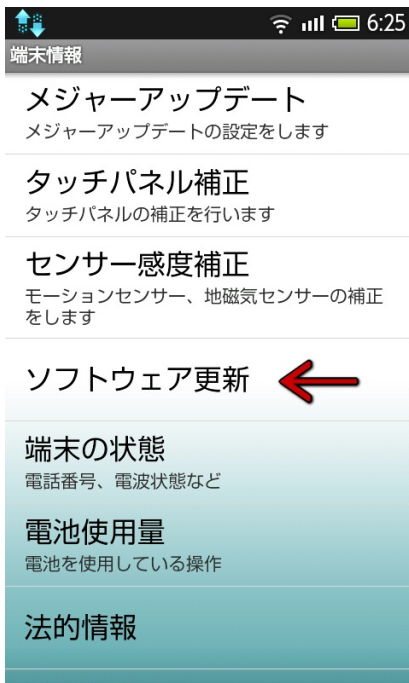 6:25
端末情報
メジャーアップデート
メジャーアップデートの設定をします
タッチパネル補正
タッチパネルの補正を行います
センサー感度補正
モーションセンサー、地磁気センサーの補正
をします
ソフトウェア更新
端末の状態
電話番号、電波状態など
電池使用量
電池を使用している操作
法的情報